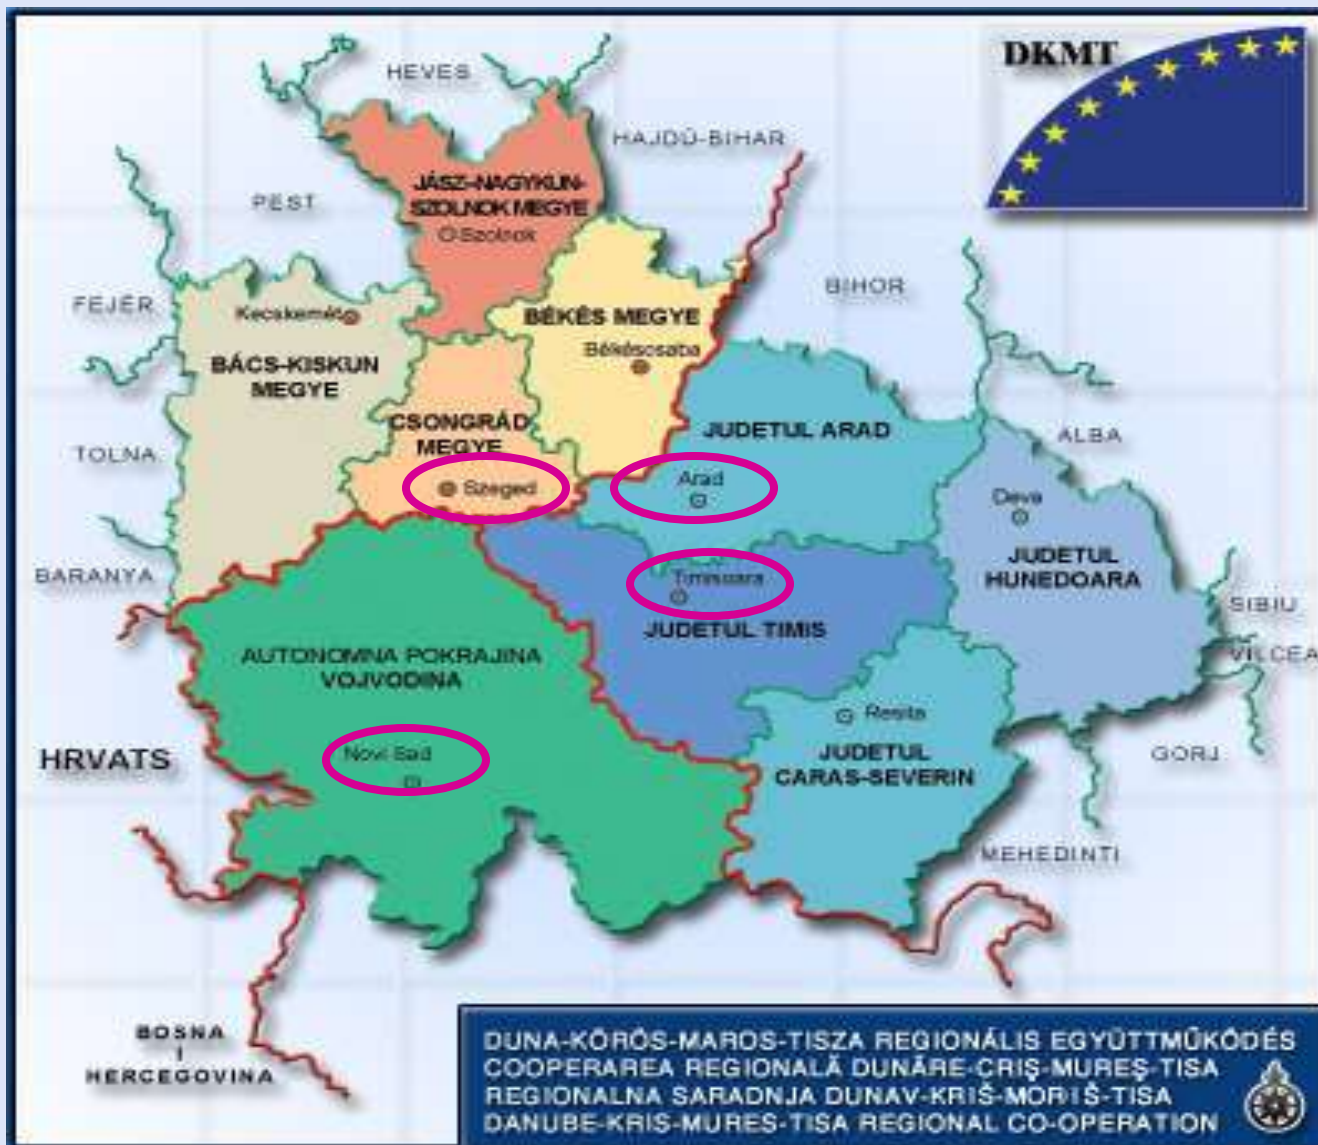 DKMT
HEVES
HAJDÚ-BIHAR
PEST
JÁSZ-NAGYKUN-
SZOLNOK MEGYE
Szolnok
FEJÉR
Kecskemét
BÁCS-KISKUN
MEGYE
BÉKÉS MEGYE
Békéscsaba
BIHOR
CSONGRÁD
MEGYE
Szeged
TOLNA
JUDETUL ARAD
Arad
ALBA
Deva
JUDETUL
HUNEDOARA
BARANYA
Timisoara
JUDETUL TIMIS
SIBIU
VILCEA
AUTONOMNA POKRAJINA
VOJVODINA
Novi Sad
HRVATS
Resita
JUDETUL
CARAS-SEVERIN
GORJ
MEHEDINTI
BOSNA
I
HERCEGOVINA
DUNA-KÖRÖS-MAROS-TISZA REGIONÁLIS EGYÜTTMŰKÖDÉS
COOPERAREA REGIONALĂ DUNĂRE-CRIŞ-MUREŞ-TISA
REGIONALNA SARADNJA DUNAV-KRIŠ-MORIŠ-TISA
DANUBE-KRIS-MURES-TISA REGIONAL CO-OPERATION